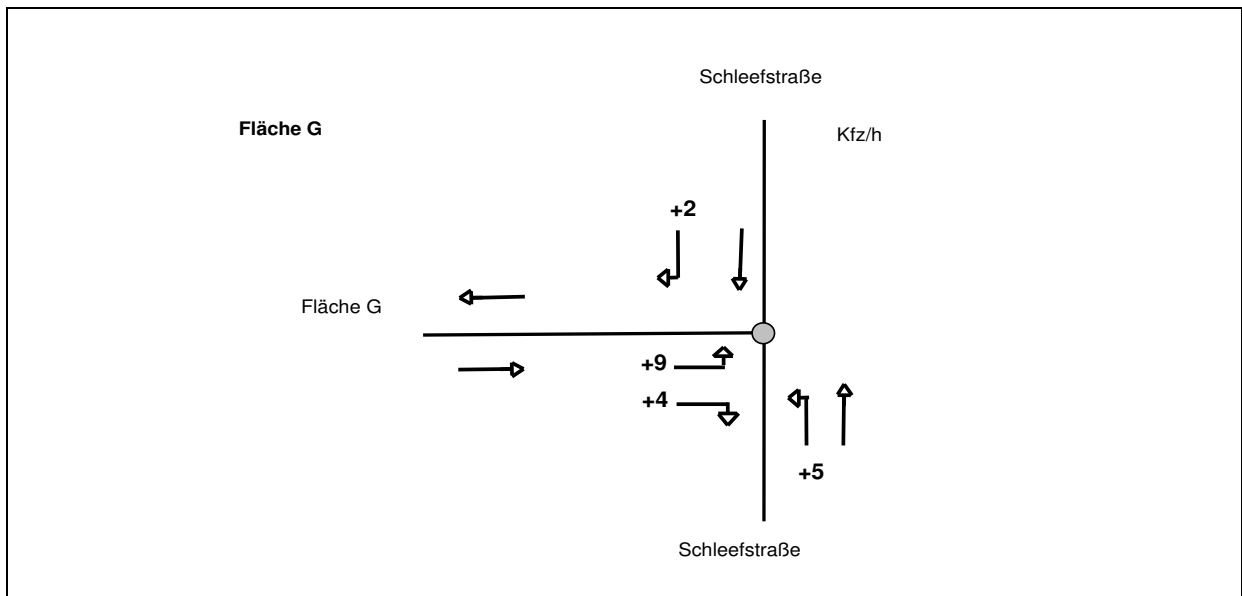 Schleefstraße
Fläche G
Kfz/h
+2
Fläche G
+9
+4
+5
Schleefstraße